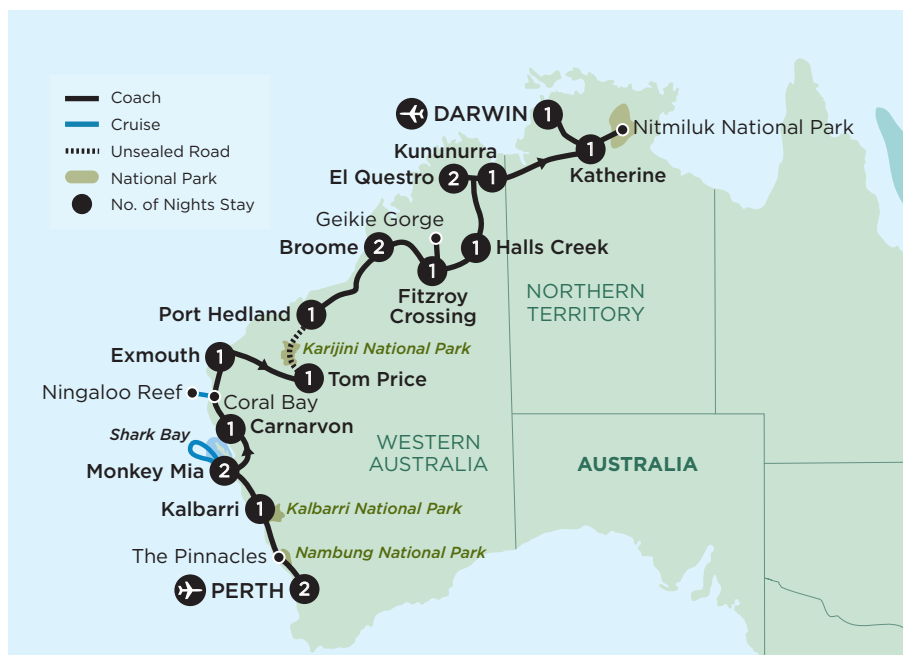 Coach
Cruise
Unsealed Road
National Park
No. of Nights Stay
DARWIN
1
Nitmiluk National Park
Kununurra
1
Katherine
El Questro
2
1
Geikie Gorge
Broome
2
1
Halls Creek
1
Fitzroy
Crossing
NORTHERN
TERRITORY
Port Hedland
1
Karijini National Park
Exmouth
1
1
Tom Price
Ningaloo Reef
Coral Bay
1
Carnarvon
Shark Bay
WESTERN
AUSTRALIA
AUSTRALIA
Monkey Mia
2
Kalbarri
1
Kalbarri National Park
The Pinnacles
Nambung National Park
PERTH
2